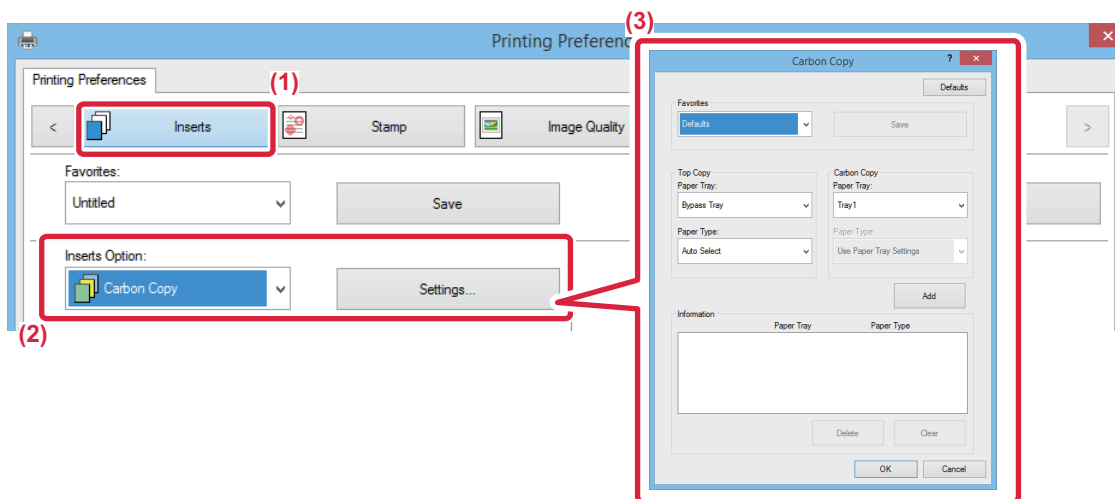 (3)
Printing Preferenc
Printing Preferences
(1)
<
Inserts
Stamp
Image Quality
>
Favorites:
Untitled
Save
Inserts Option:
Carbon Copy
Settings...
(2)
Carbon Copy
?
Defaults
Favorites
Defaults
Save
Top Copy
Paper Tray:
Bypass Tray
Paper Type:
Auto Select
Carbon Copy
Paper Tray:
Tray1
Paper Type:
Use Paper Tray Settings
Add
Information
Paper Tray Paper Type
Delete Clear
OK Cancel